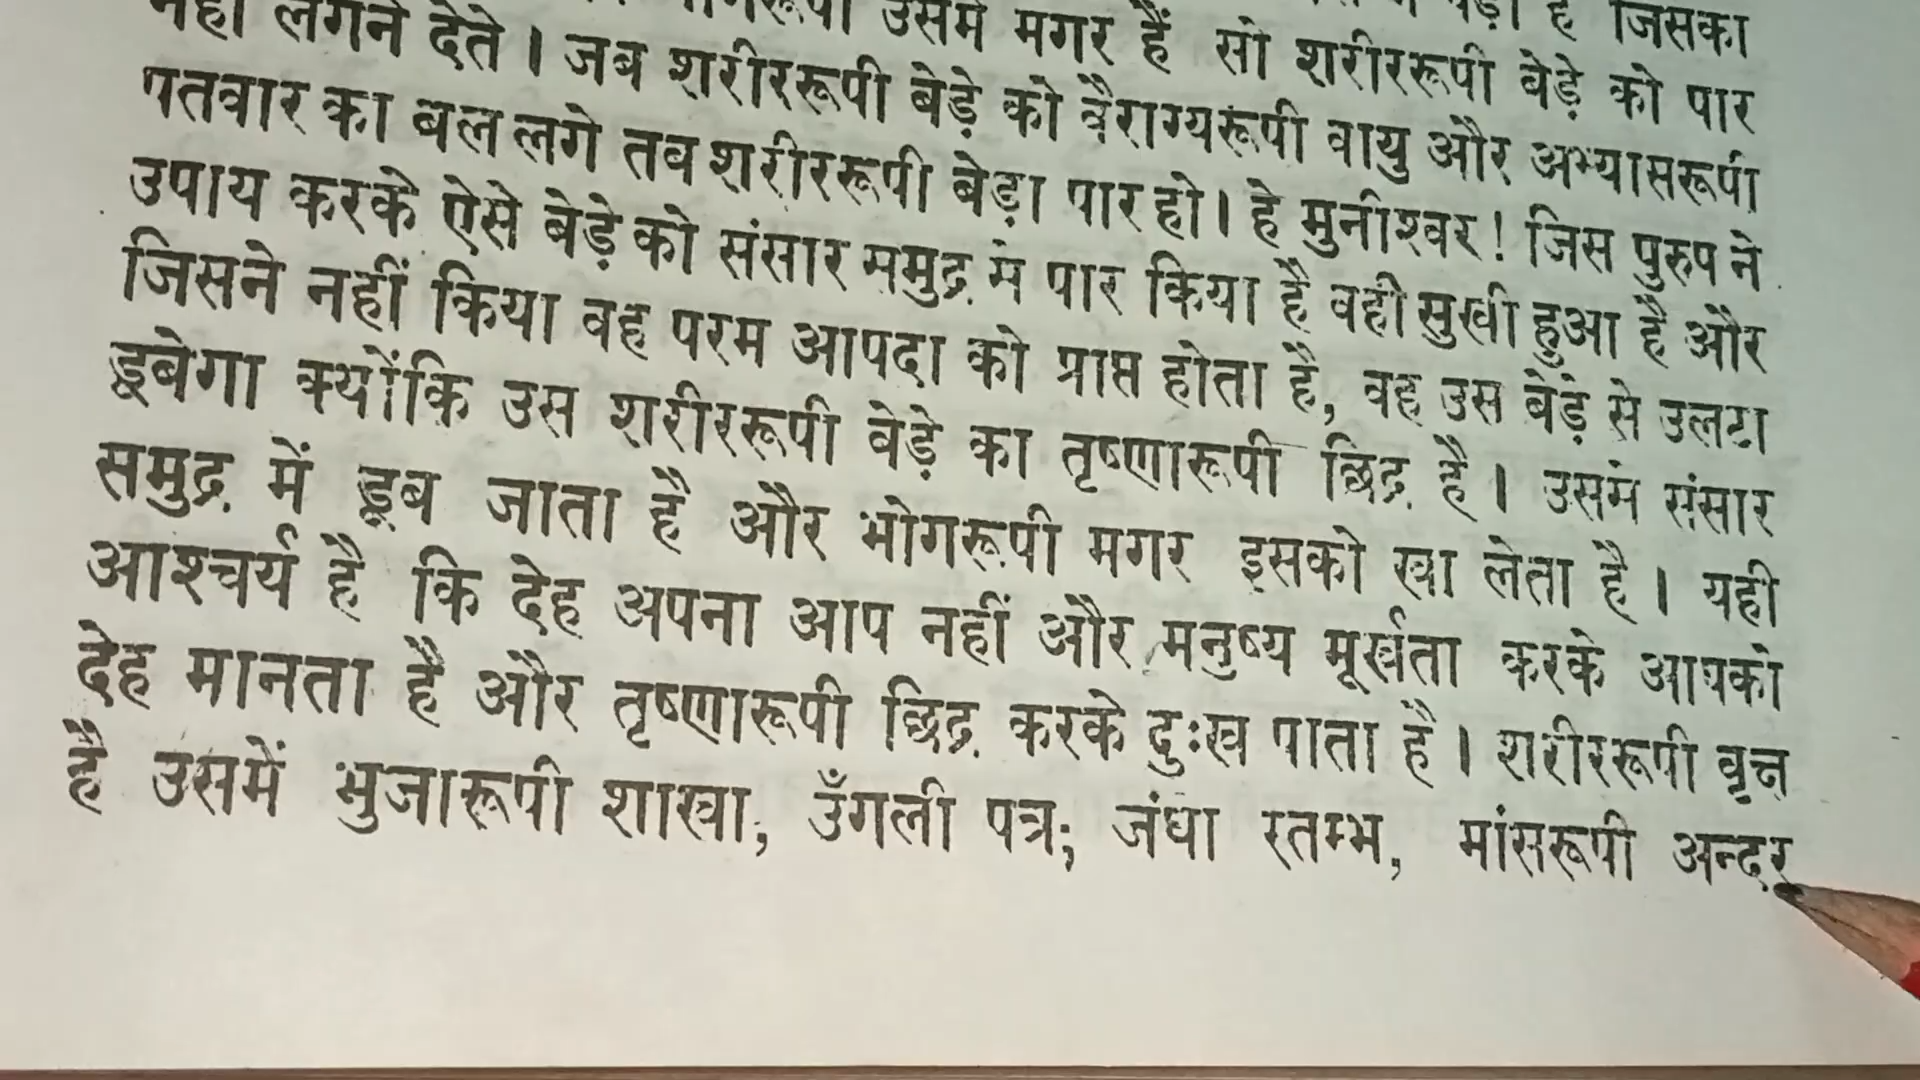 उसमें मगर हैं सो शरीररूपी बेड़े को पार
नहीं लगने देते । जब शरीररूपी बेड़े को वैराग्यरूपी वायु और अभ्यासरूपी
पतवार का बल लगे तब शरीररूपी बेड़ा पार हो । हे मुनीश्वर ! जिस पुरुष ने
उपाय करके ऐसे बेड़े को संसार समुद्र में पार किया है वही सुखी हुआ है और
जिसने नहीं किया वह परम आपदा को प्राप्त होता है, वह उस बेड़े से उलटा
डूबेगा क्योंकि उस शरीररूपी बेड़े का तृष्णारूपी छिद्र है । उसमें संसार
समुद्र में डूब जाता है और भोगरूपी मगर इसको खा लेता है । यही
आश्चर्य है कि देह अपना आप नहीं और मनुष्य मूर्खता करके आपको
देह मानता है और तृष्णारूपी छिद्र करके दुःख पाता है । शरीररूपी वृक्ष
है उसमें भुजारूपी शाखा, उँगली पत्र; जंघा स्तम्भ, मांसरूपी अन्दर